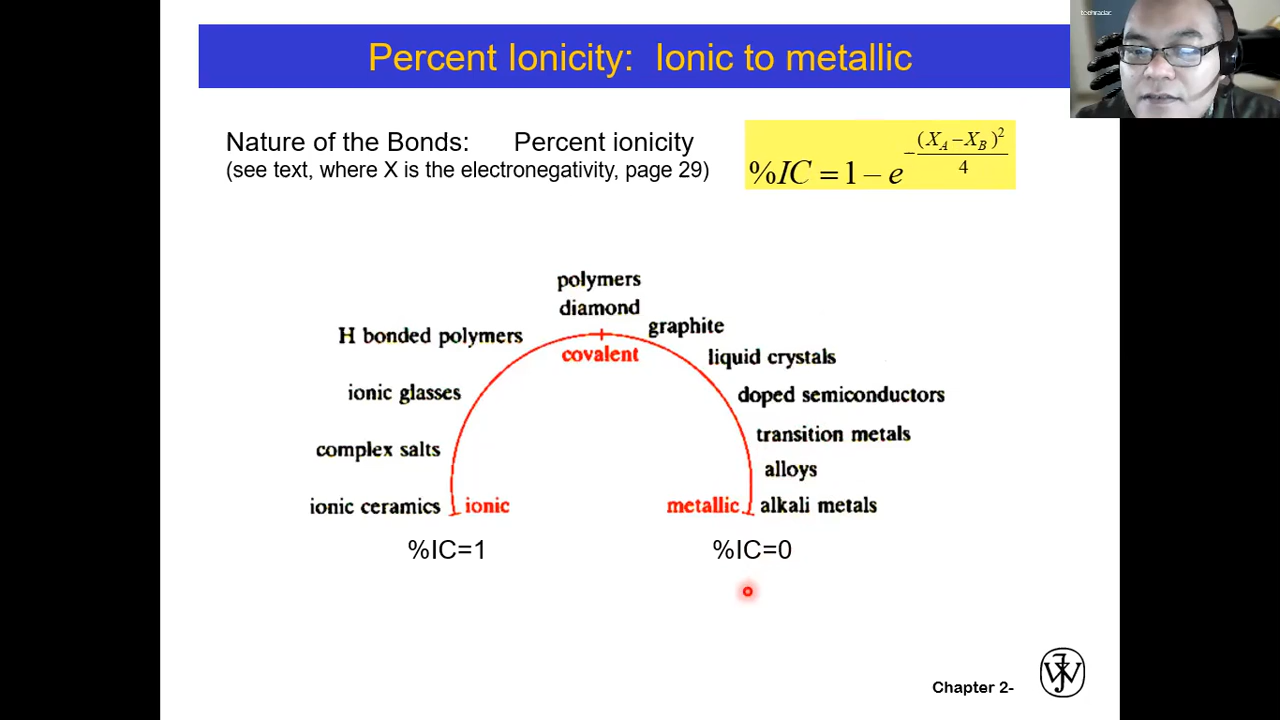 techradar
Percent Ionicity: Ionic to metallic
Nature of the Bonds: Percent ionicity
(see text, where X is the electronegativity, page 29)
%IC = 1 − e^{−(X_A − X_B)^2 / 4}
polymers
diamond
graphite
H bonded polymers
covalent
liquid crystals
ionic glasses
doped semiconductors
transition metals
complex salts
alloys
ionic ceramics
ionic
metallic
alkali metals
%IC=1
%IC=0
Chapter 2-